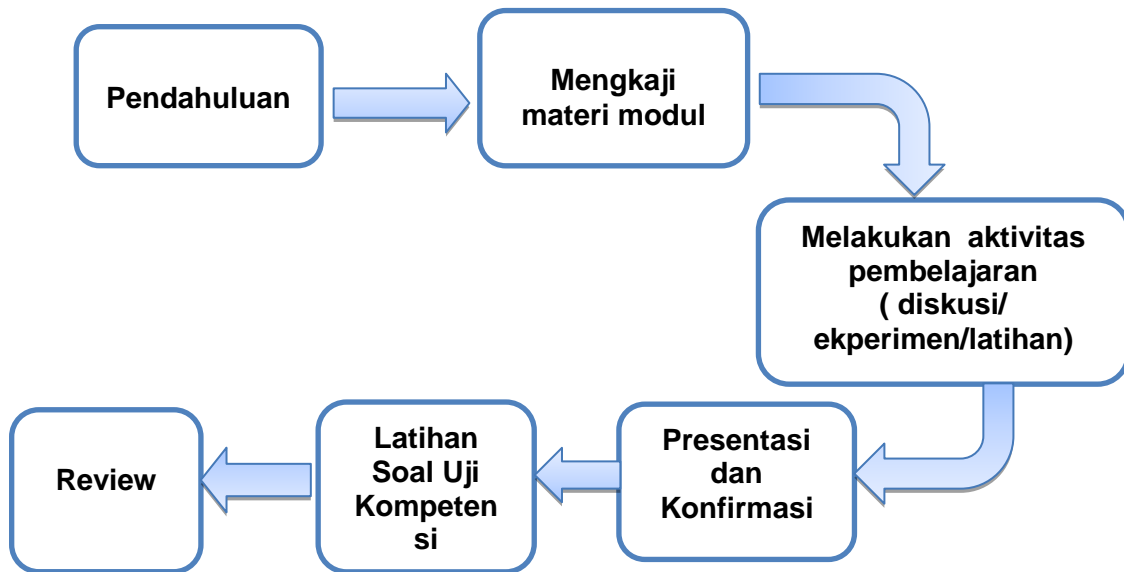 Pendahuluan
Mengkaji
materi modul
Melakukan aktivitas
pembelajaran
( diskusi/
ekperimen/latihan)
Presentasi
dan
Konfirmasi
Latihan
Soal Uji
Kompeten
si
Review